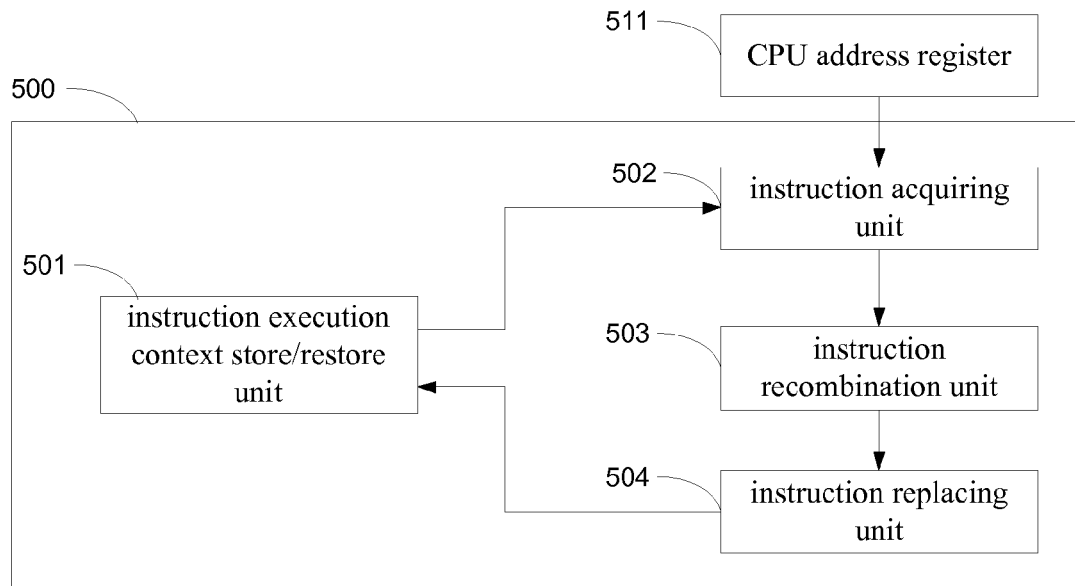 511
CPU address register
500
502
instruction acquiring
unit
501
instruction execution
context store/restore
unit
503
instruction
recombination unit
504
instruction replacing
unit